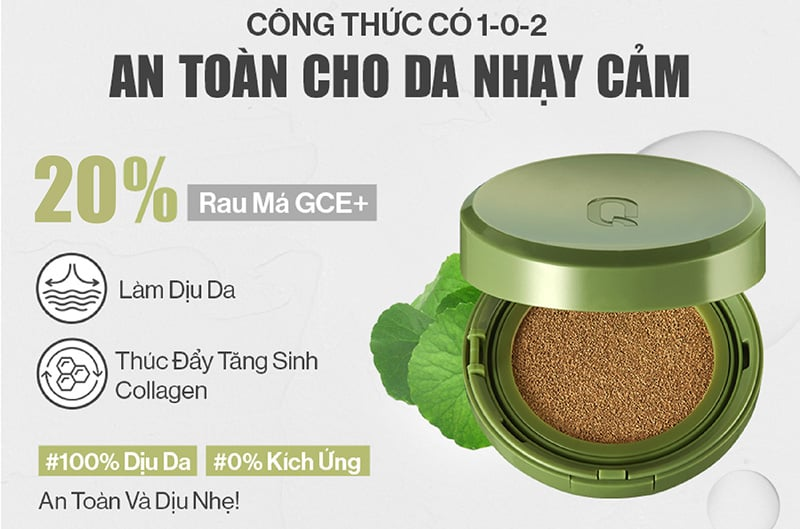 CÔNG THỨC CÓ 1-0-2
AN TOÀN CHO DA NHẠY CẢM
20%
Rau Má GCE+
Làm Dịu Da
Thúc Đẩy Tăng Sinh
Collagen
#100% Dịu Da
#0% Kích Ứng
An Toàn Và Dịu Nhẹ!